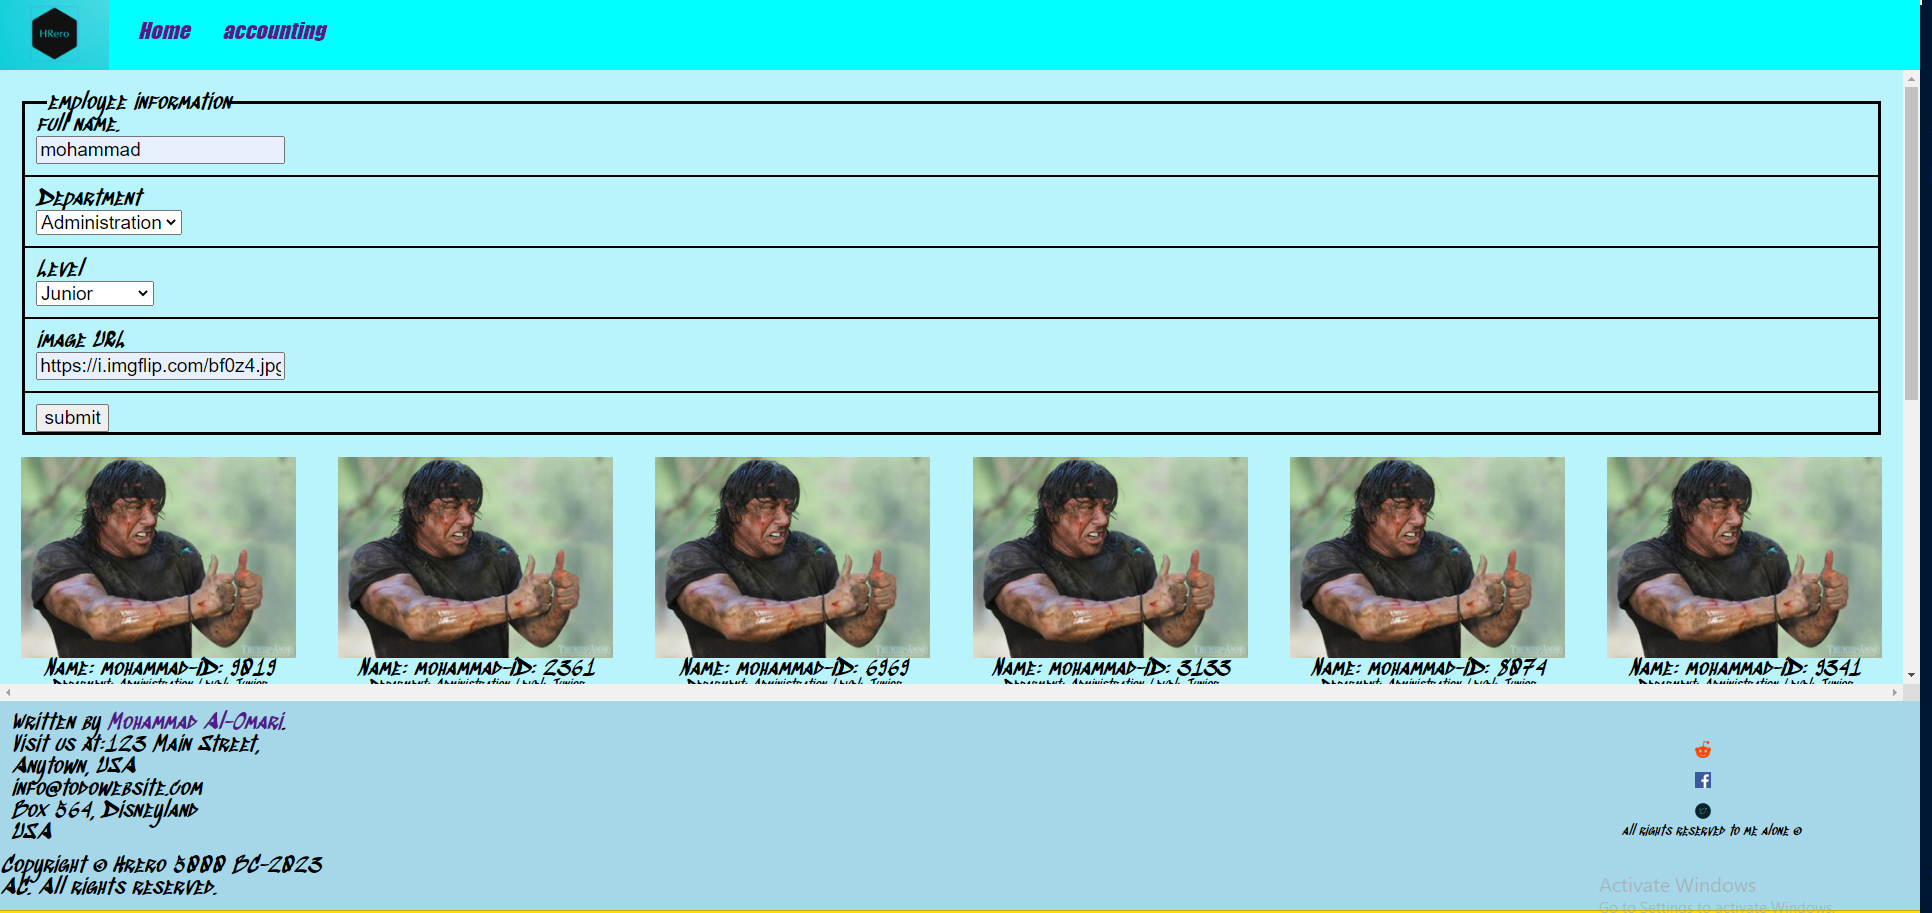 HRero
Home accounting
Employee information
Full name.
mohammad
Department
Administration
Level
Junior
image URL
https://i.imgflip.com/bf0z4.jpg
submit
Name: mohammad-ID: 9019
Name: mohammad-ID: 2361
Name: mohammad-ID: 6969
Name: mohammad-ID: 3133
Name: mohammad-ID: 8074
Name: mohammad-ID: 9341
Written by Mohammad Al-Omari.
Visit us at:123 Main Street,
Anytown, USA
info@todowebsite.com
Box 564, Disneyland
USA
All rights reserved to me alone ©
Copyright © Hrero 5000 BC-2023
AC. All rights reserved.
Activate Windows
Go to Settings to activate Windows.